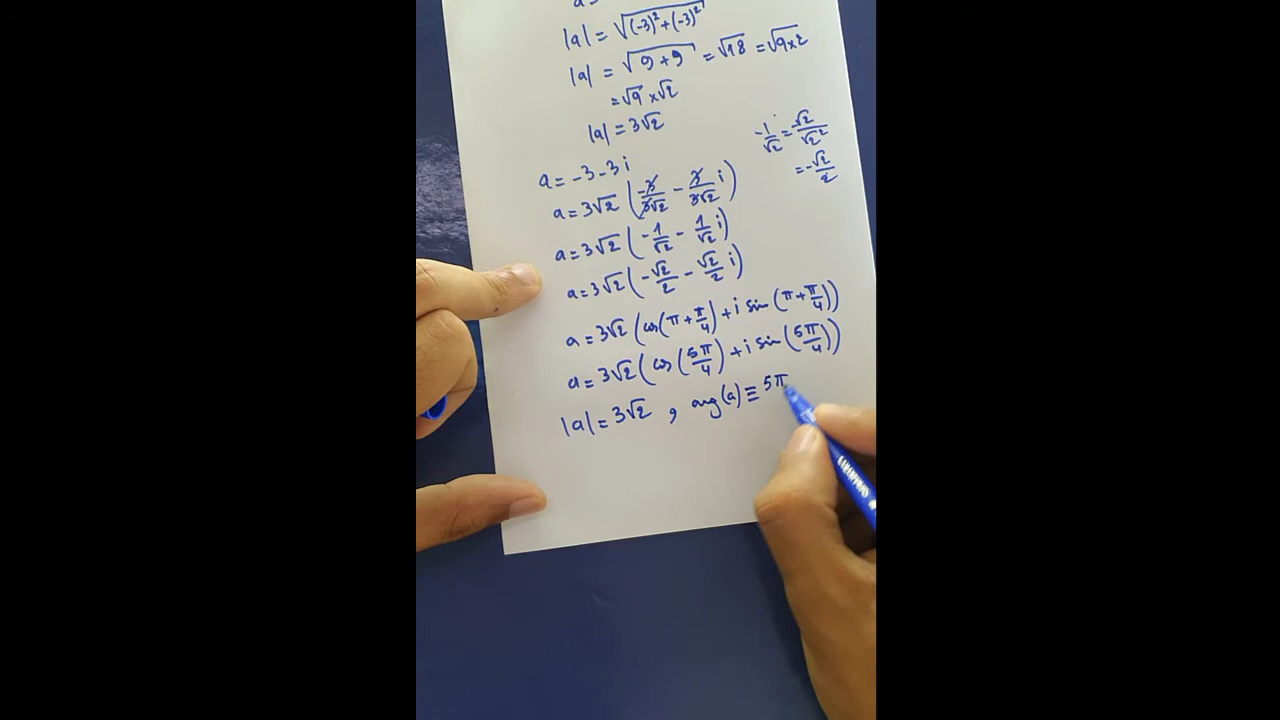 a=
|a| = √(-3)²+(-3)²
|a| = √9+9 = √18 = √9×2
= √9 × √2
|a| = 3√2
-1/√2 = √2/√2²
= -√2/2
a = -3-3i
a = 3√2 (-3/3√2 - 3/3√2 i)
a = 3√2 (-1/√2 - 1/√2 i)
a = 3√2 (-√2/2 - √2/2 i)
a = 3√2 (cos(π+π/4) + i sin(π+π/4))
a = 3√2 (cos(5π/4) + i sin(5π/4))
|a| = 3√2 , arg(a) ≡ 5π